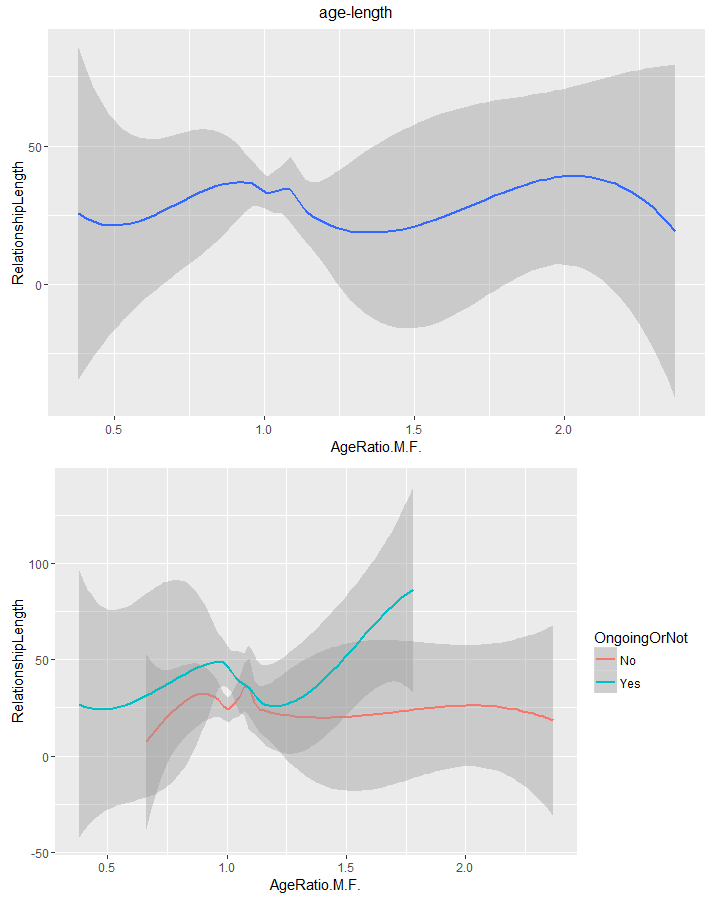 age-length
RelationshipLength
50
0
0.5 1.0 1.5 2.0
AgeRatio.M.F.
RelationshipLength
100
50
0
-50
0.5 1.0 1.5 2.0
AgeRatio.M.F.
OngoingOrNot
No
Yes